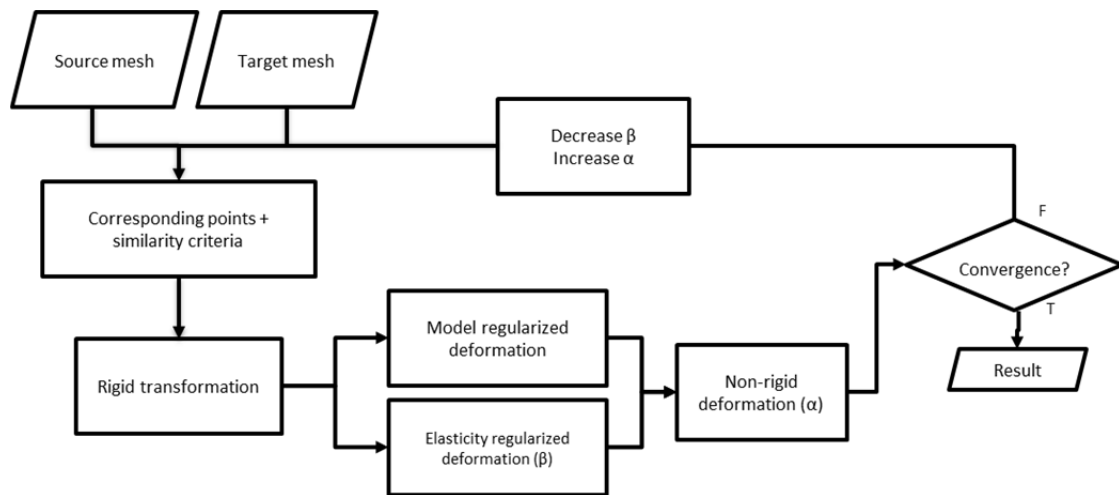 Source mesh
Target mesh
Decrease β
Increase α
Corresponding points +
similarity criteria
F
Convergence?
T
Model regularized
deformation
Rigid transformation
Non-rigid
deformation (α)
Result
Elasticity regularized
deformation (β)